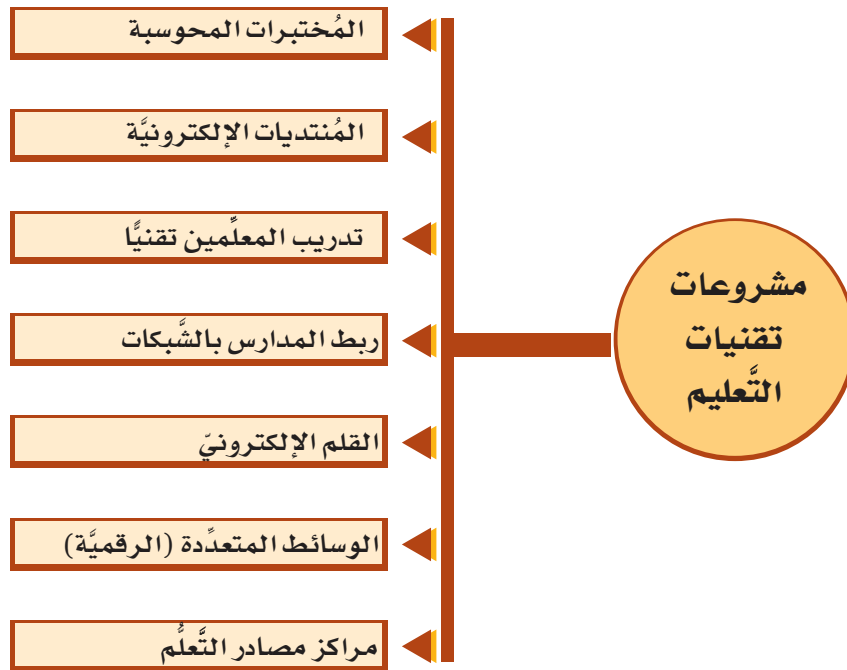 مشروعات
تقنيات
التَّعليم
المُختبرات المحوسبة
المُنتديات الإلكترونيَّة
تدريب المعلِّمين تقنيًّا
ربط المدارس بالشَّبكات
القلم الإلكترونيّ
الوسائط المتعدِّدة (الرقميَّة)
مراكز مصادر التَّعلُّم